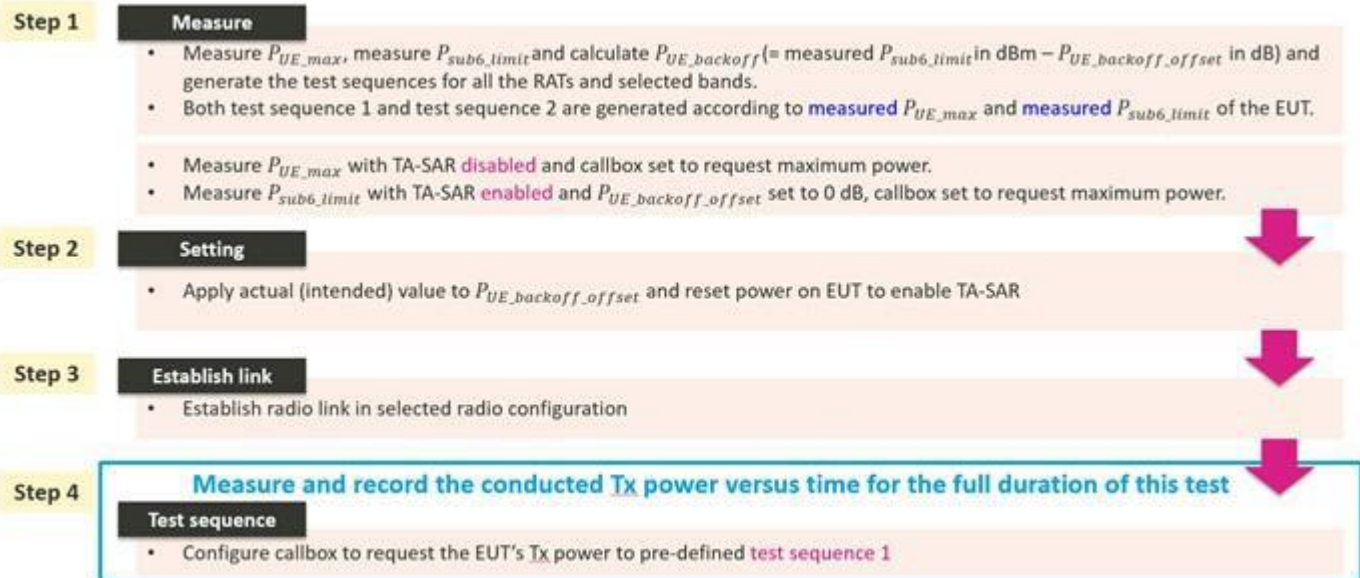 Step 1
Measure
• Measure P_UE_max, measure P_sub6_limit and calculate P_UE_backoff (= measured P_sub6_limit in dBm – P_UE_backoff_offset in dB) and
generate the test sequences for all the RATs and selected bands.
• Both test sequence 1 and test sequence 2 are generated according to measured P_UE_max and measured P_sub6_limit of the EUT.
• Measure P_UE_max with TA-SAR disabled and callbox set to request maximum power.
• Measure P_sub6_limit with TA-SAR enabled and P_UE_backoff_offset set to 0 dB, callbox set to request maximum power.
Step 2
Setting
• Apply actual (intended) value to P_UE_backoff_offset and reset power on EUT to enable TA-SAR
Step 3
Establish link
• Establish radio link in selected radio configuration
Step 4
Measure and record the conducted Tx power versus time for the full duration of this test
Test sequence
• Configure callbox to request the EUT's Tx power to pre-defined test sequence 1